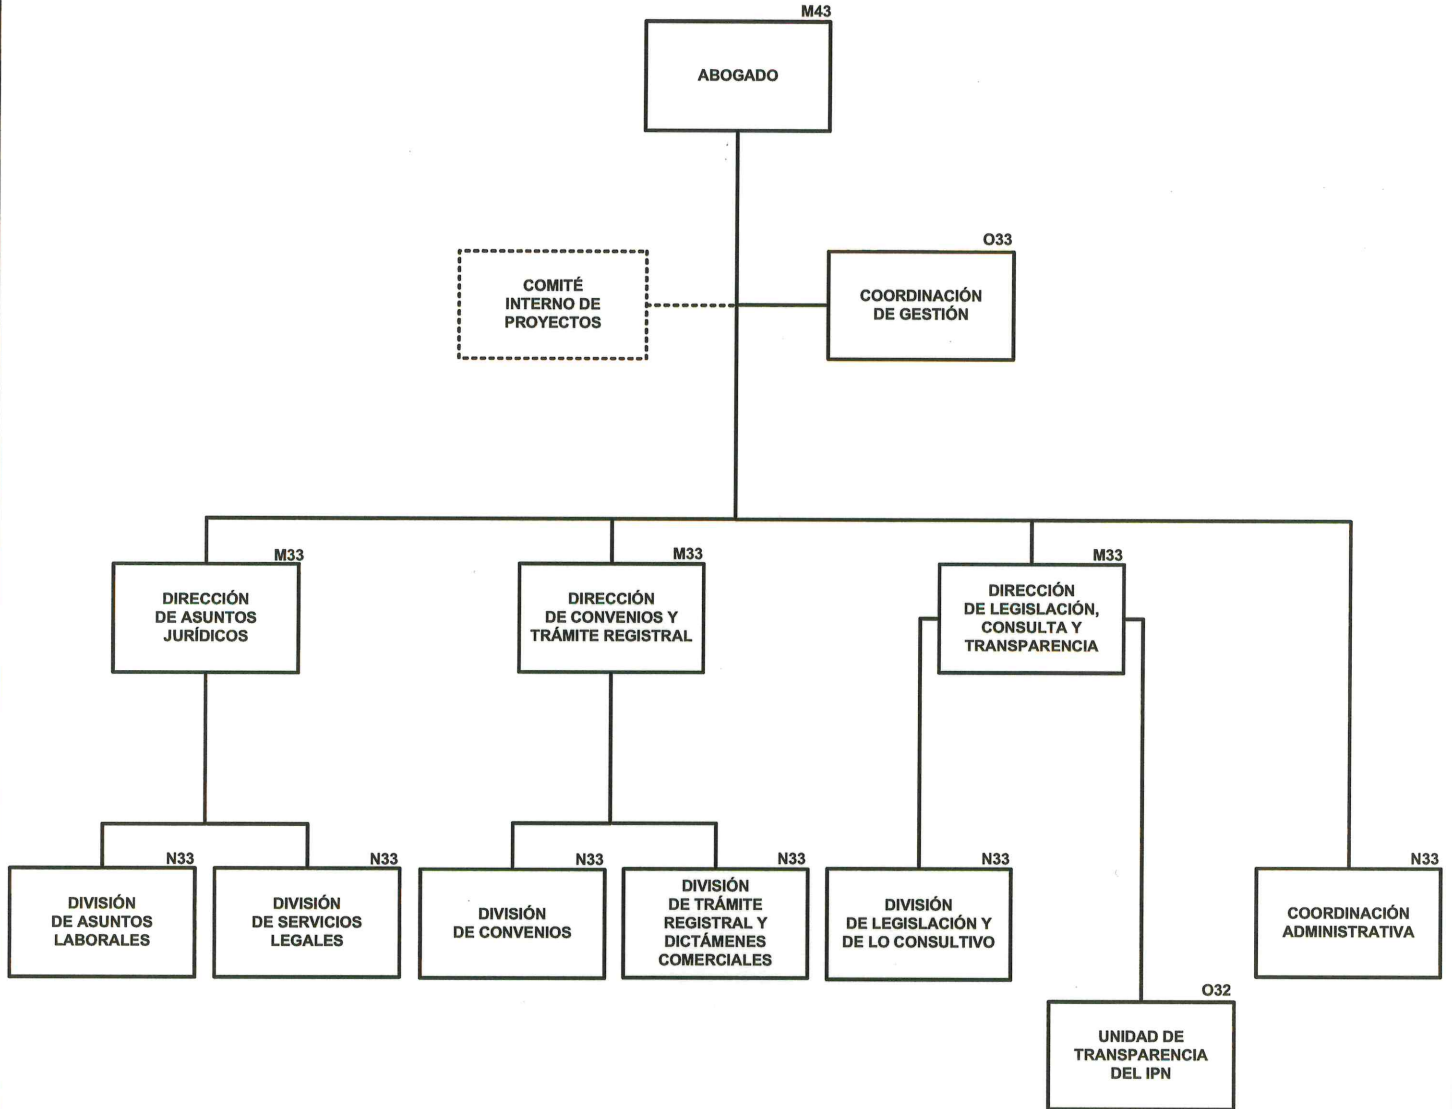 M43
ABOGADO
COMITÉ
INTERNO DE
PROYECTOS
O33
COORDINACIÓN
DE GESTIÓN
M33
DIRECCIÓN
DE ASUNTOS
JURÍDICOS
M33
DIRECCIÓN
DE CONVENIOS Y
TRÁMITE REGISTRAL
M33
DIRECCIÓN
DE LEGISLACIÓN,
CONSULTA Y
TRANSPARENCIA
N33
DIVISIÓN
DE ASUNTOS
LABORALES
N33
DIVISIÓN
DE SERVICIOS
LEGALES
N33
DIVISIÓN
DE CONVENIOS
N33
DIVISIÓN
DE TRÁMITE
REGISTRAL Y
DICTÁMENES
COMERCIALES
N33
DIVISIÓN
DE LEGISLACIÓN Y
DE LO CONSULTIVO
N33
COORDINACIÓN
ADMINISTRATIVA
O32
UNIDAD DE
TRANSPARENCIA
DEL IPN